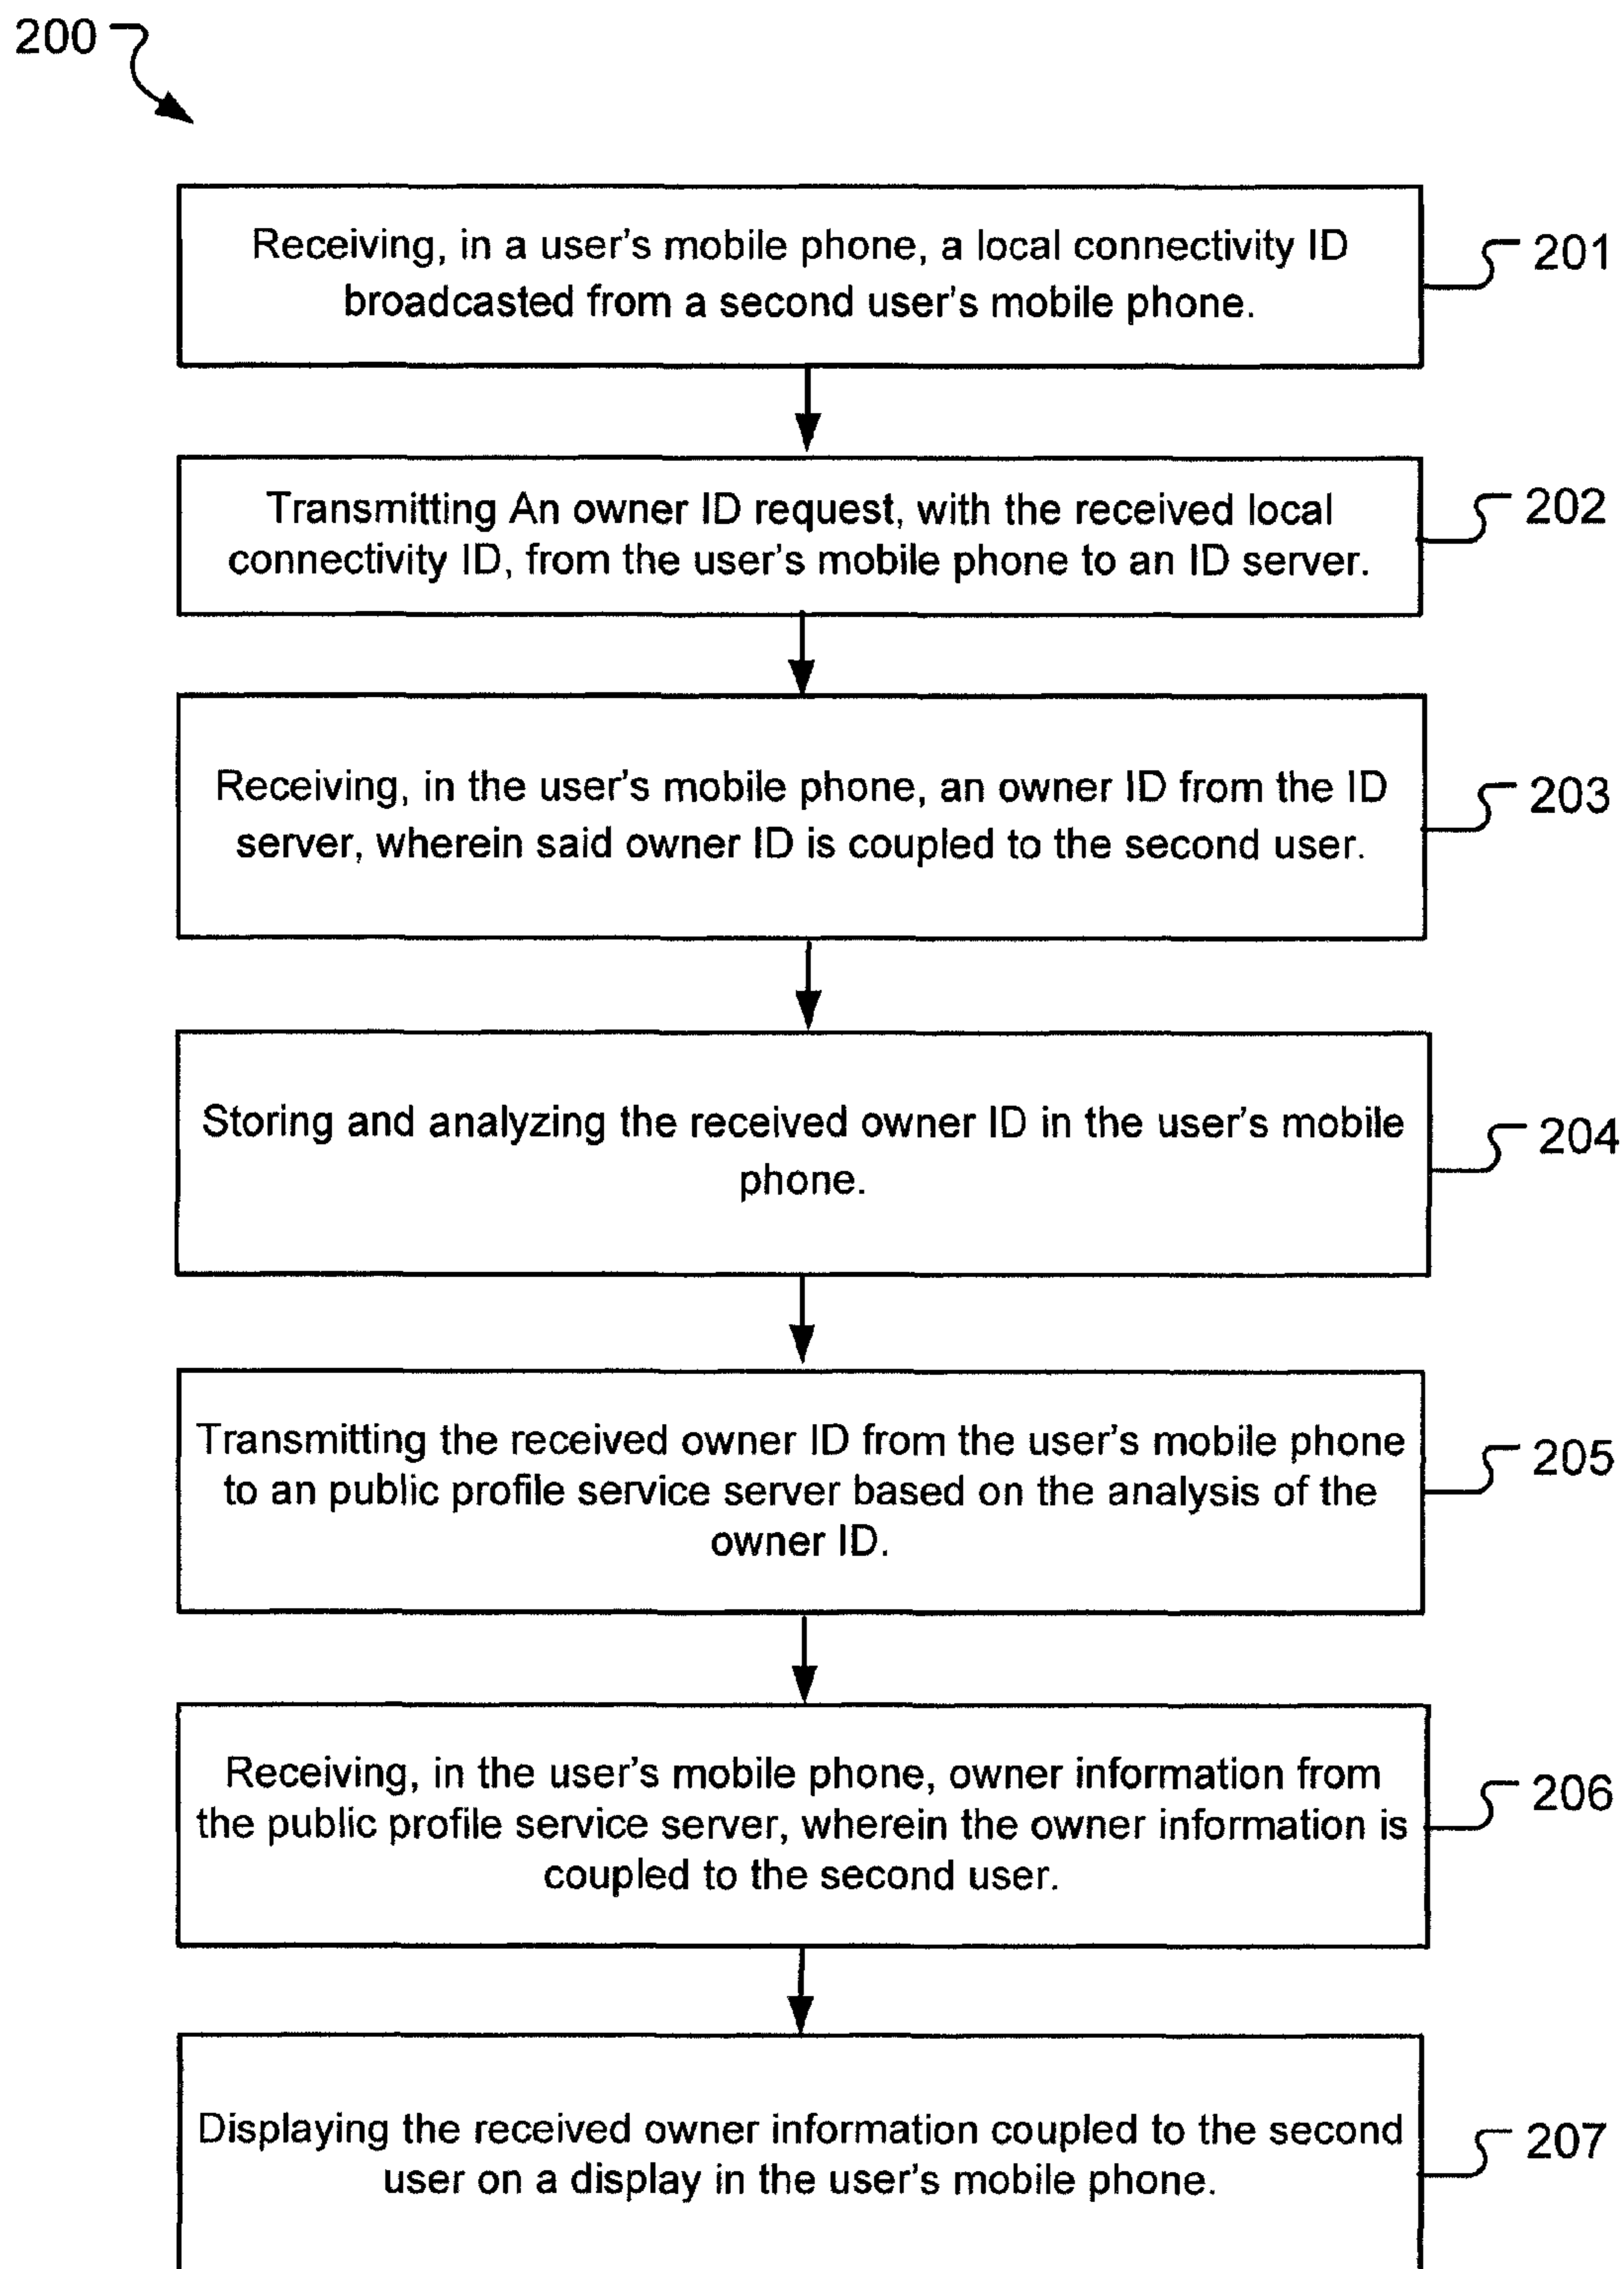 200
Receiving, in a user's mobile phone, a local connectivity ID
broadcasted from a second user's mobile phone.
201
Transmitting An owner ID request, with the received local
connectivity ID, from the user's mobile phone to an ID server.
202
Receiving, in the user's mobile phone, an owner ID from the ID
server, wherein said owner ID is coupled to the second user.
203
Storing and analyzing the received owner ID in the user's mobile
phone.
204
Transmitting the received owner ID from the user's mobile phone
to an public profile service server based on the analysis of the
owner ID.
205
Receiving, in the user's mobile phone, owner information from
the public profile service server, wherein the owner information is
coupled to the second user.
206
Displaying the received owner information coupled to the second
user on a display in the user's mobile phone.
207